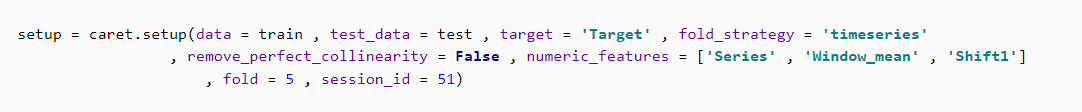 setup = caret.setup(data = train , test_data = test , target = 'Target' , fold_strategy = 'timeseries'
, remove_perfect_collinearity = False , numeric_features = ['Series' , 'Window_mean' , 'Shift1']
, fold = 5 , session_id = 51)